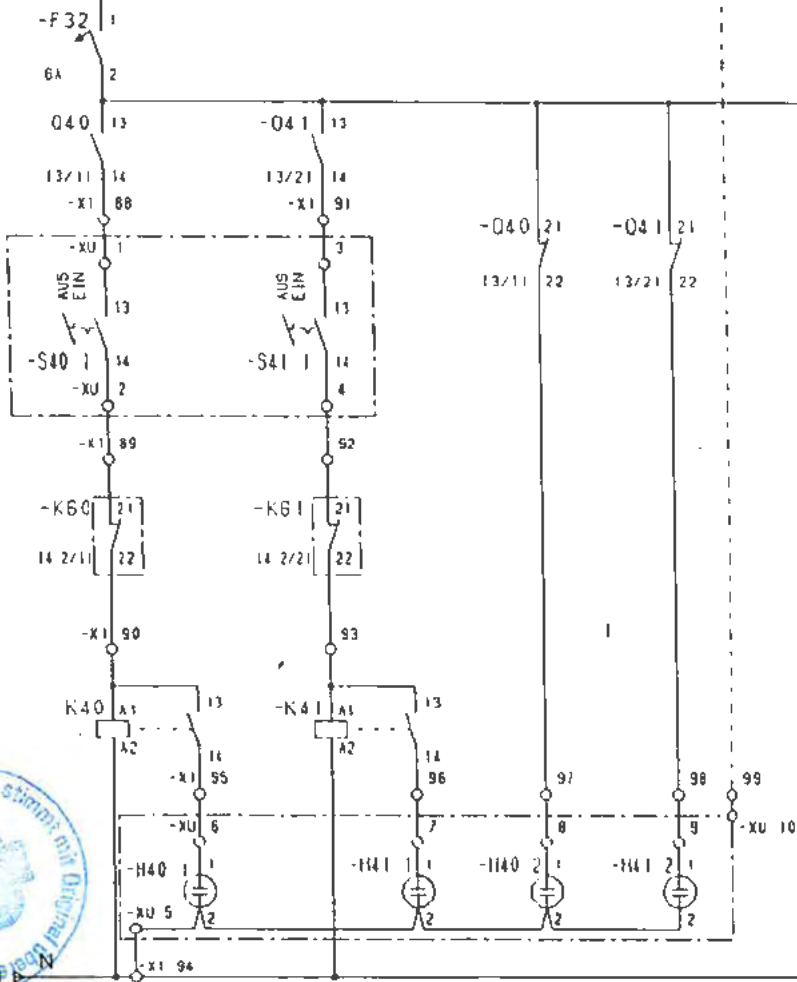 -F32 1
6A 2
Q40 13
13/11 14
-X1 88
-Q41 13
13/21 14
-X1 91
-Q40 21
13/11 22
-Q41 21
13/21 22
-XU 1
3
AUS
EIN
13
-S40 1 14
-XU 2
AUS
EIN
13
-S41 1 14
4
-X1 89
92
-K60 21
14.2/11 22
-K61 21
14.2/21 22
-X1 90
93
K40 A1
A2
13
14
-K41 A1
A2
13
14
-X1 95
96
97
98
99
-XU 6
7
8
9
-XU 10
-H40 1 1
2
-H41 1 1
2
-H40 2 1
2
-H41 2 1
2
-XU 5
-X1 94
N
stimmt mit Original